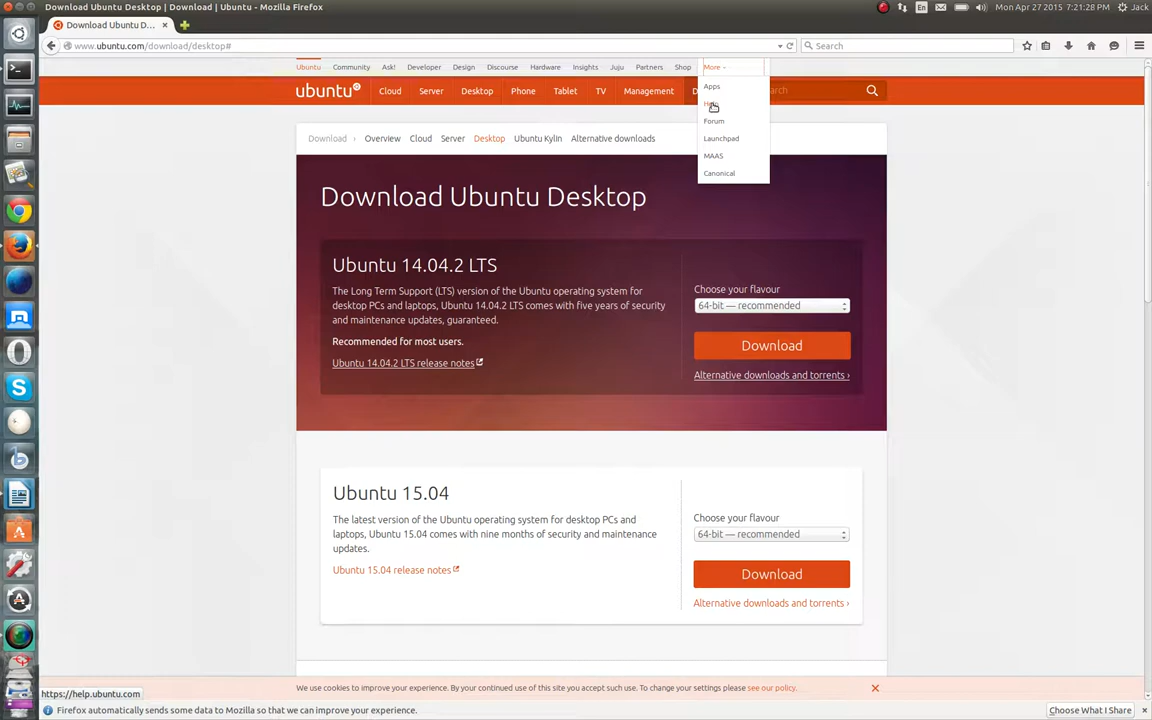 Download Ubuntu Desktop | Download | Ubuntu - Mozilla Firefox
En
Mon Apr 27 2015 7:21:28 PM
Jack
Download Ubuntu D...
www.ubuntu.com/download/desktop#
Search
Ubuntu Community Ask! Developer Design Discourse Hardware Insights Juju Partners Shop More
ubuntu Cloud Server Desktop Phone Tablet TV Management
Apps
Help
Forum
Launchpad
MAAS
Canonical
Download Overview Cloud Server Desktop Ubuntu Kylin Alternative downloads
Download Ubuntu Desktop
Ubuntu 14.04.2 LTS
The Long Term Support (LTS) version of the Ubuntu operating system for
desktop PCs and laptops, Ubuntu 14.04.2 LTS comes with five years of security
and maintenance updates, guaranteed.
Recommended for most users.
Ubuntu 14.04.2 LTS release notes
Choose your flavour
64-bit — recommended
Download
Alternative downloads and torrents ›
Ubuntu 15.04
The latest version of the Ubuntu operating system for desktop PCs and
laptops, Ubuntu 15.04 comes with nine months of security and maintenance
updates.
Ubuntu 15.04 release notes
Choose your flavour
64-bit — recommended
Download
Alternative downloads and torrents ›
We use cookies to improve your experience. By your continued use of this site you accept such use. To change your settings please see our policy.
https://help.ubuntu.com
Firefox automatically sends some data to Mozilla so that we can improve your experience.
Choose What I Share